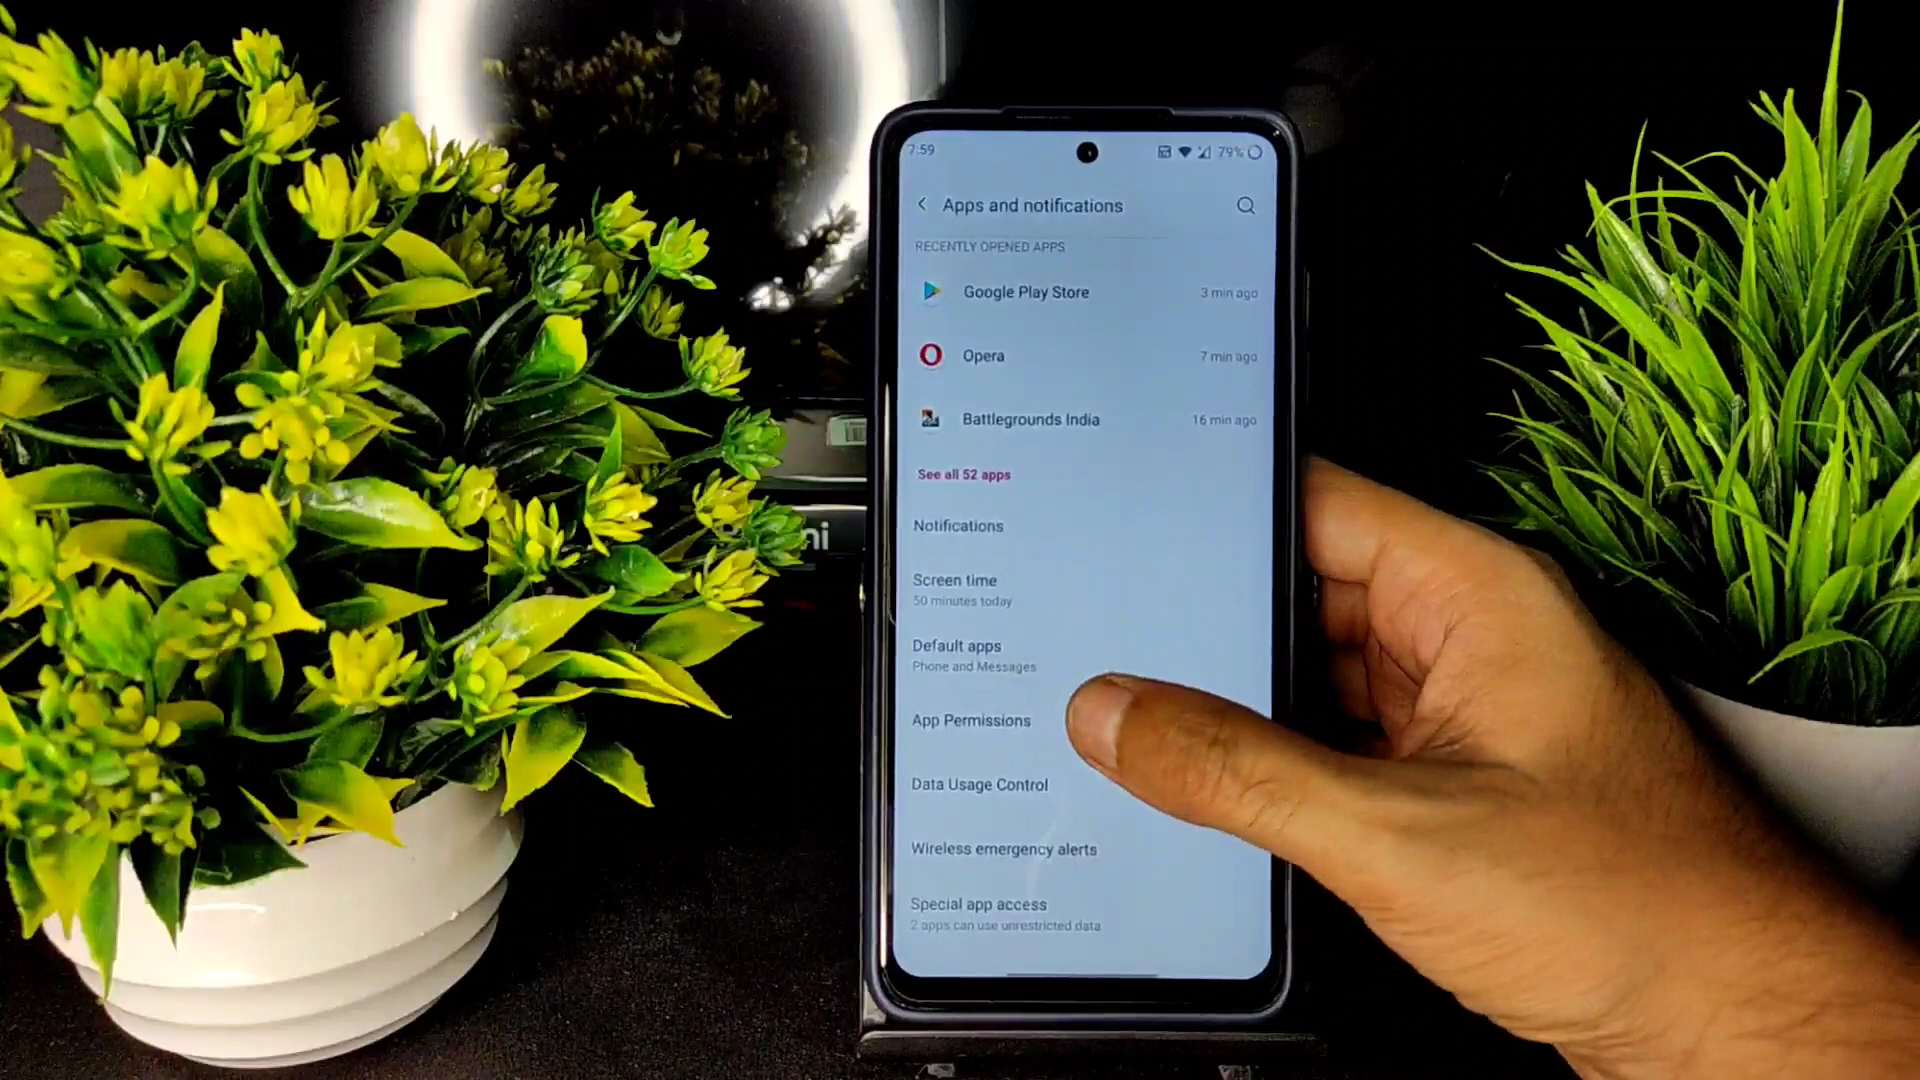 7:59
79%
Apps and notifications
RECENTLY OPENED APPS
Google Play Store
3 min ago
Opera
7 min ago
Battlegrounds India
16 min ago
See all 52 apps
Notifications
Screen time
50 minutes today
Default apps
Phone and Messages
App Permissions
Data Usage Control
Wireless emergency alerts
Special app access
2 apps can use unrestricted data